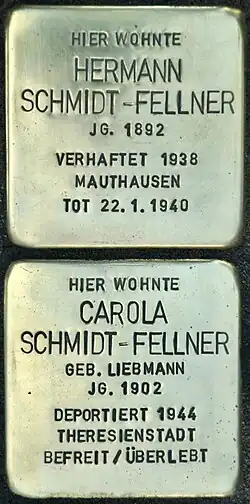 HIER WOHNTE
HERMANN
SCHMIDT-FELLNER
JG. 1892
VERHAFTET 1938
MAUTHAUSEN
TOT 22.1.1940
HIER WOHNTE
CAROLA
SCHMIDT-FELLNER
GEB. LIEBMANN
JG. 1902
DEPORTIERT 1944
THERESIENSTADT
BEFREIT/ÜBERLEBT